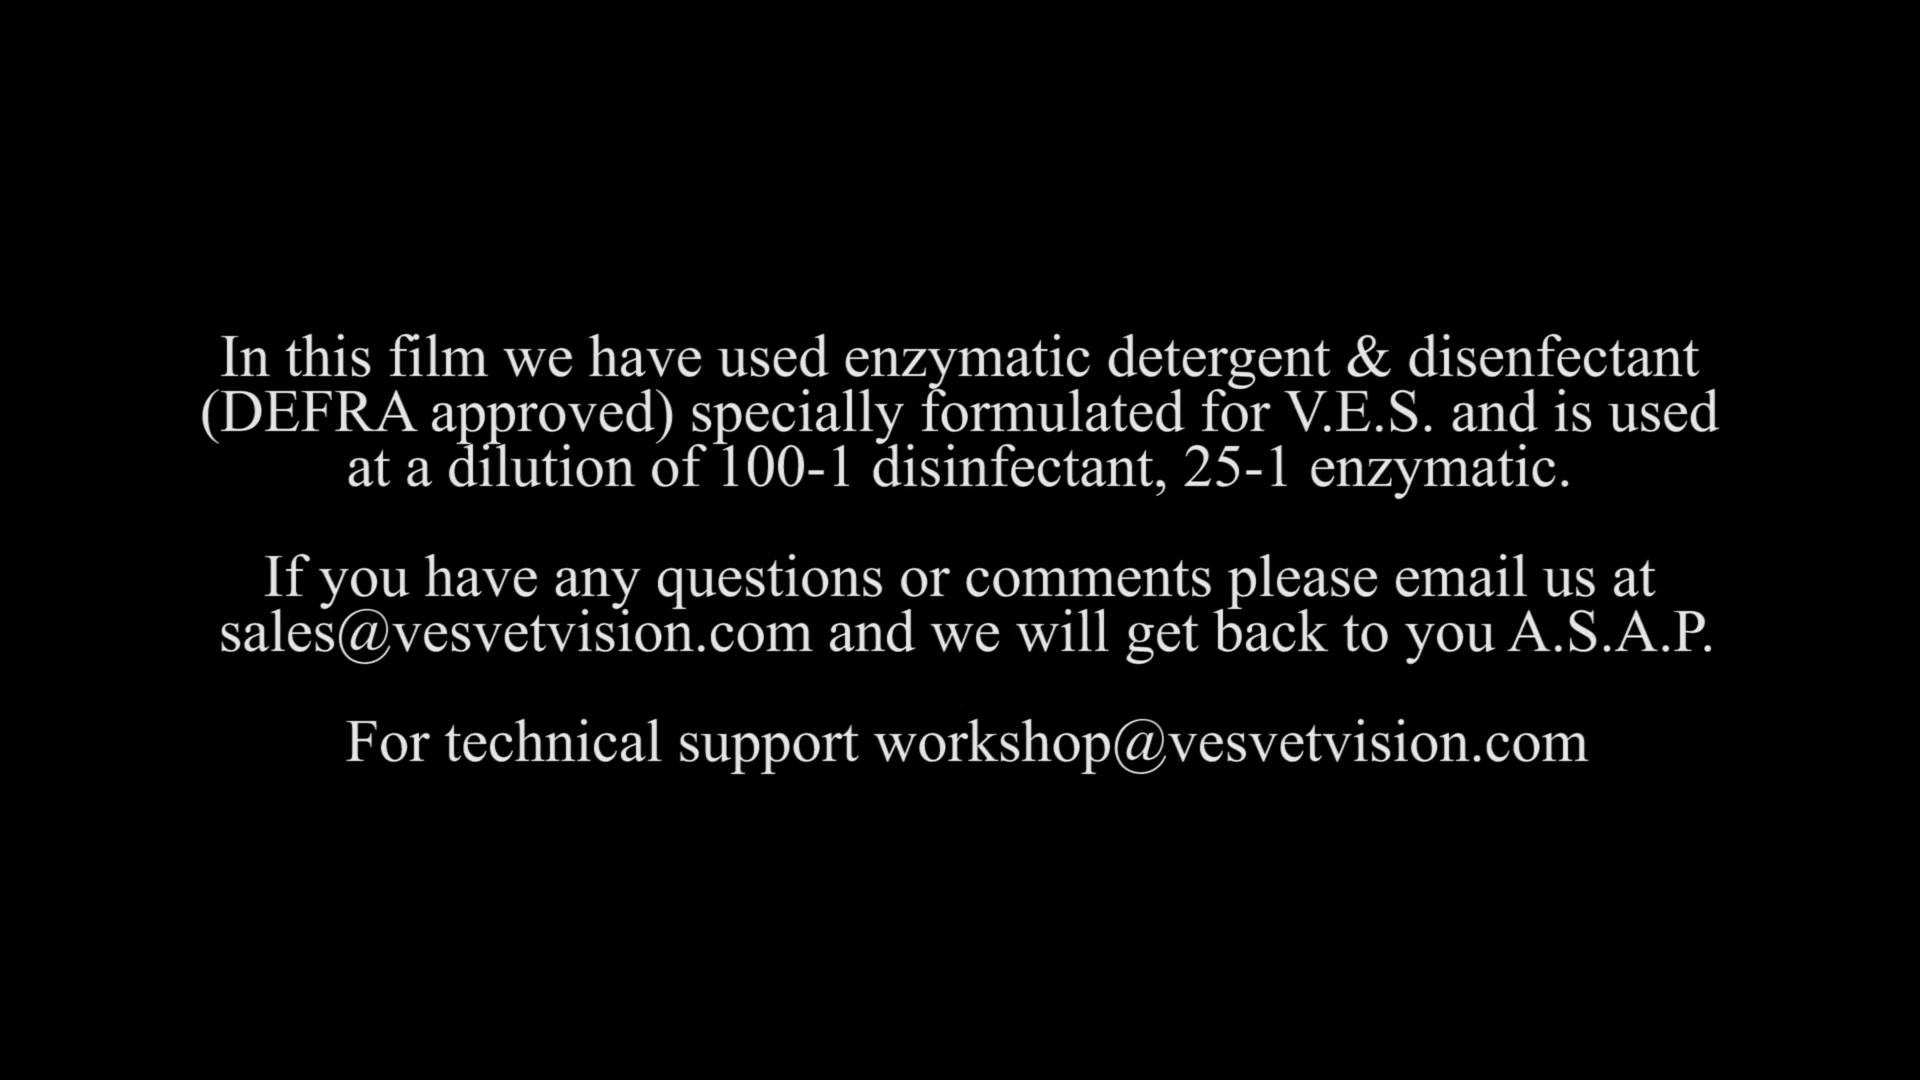 In this film we have used enzymatic detergent & disenfectant
(DEFRA approved) specially formulated for V.E.S. and is used
at a dilution of 100-1 disinfectant, 25-1 enzymatic.
If you have any questions or comments please email us at
sales@vesvetvision.com and we will get back to you A.S.A.P.
For technical support workshop@vesvetvision.com